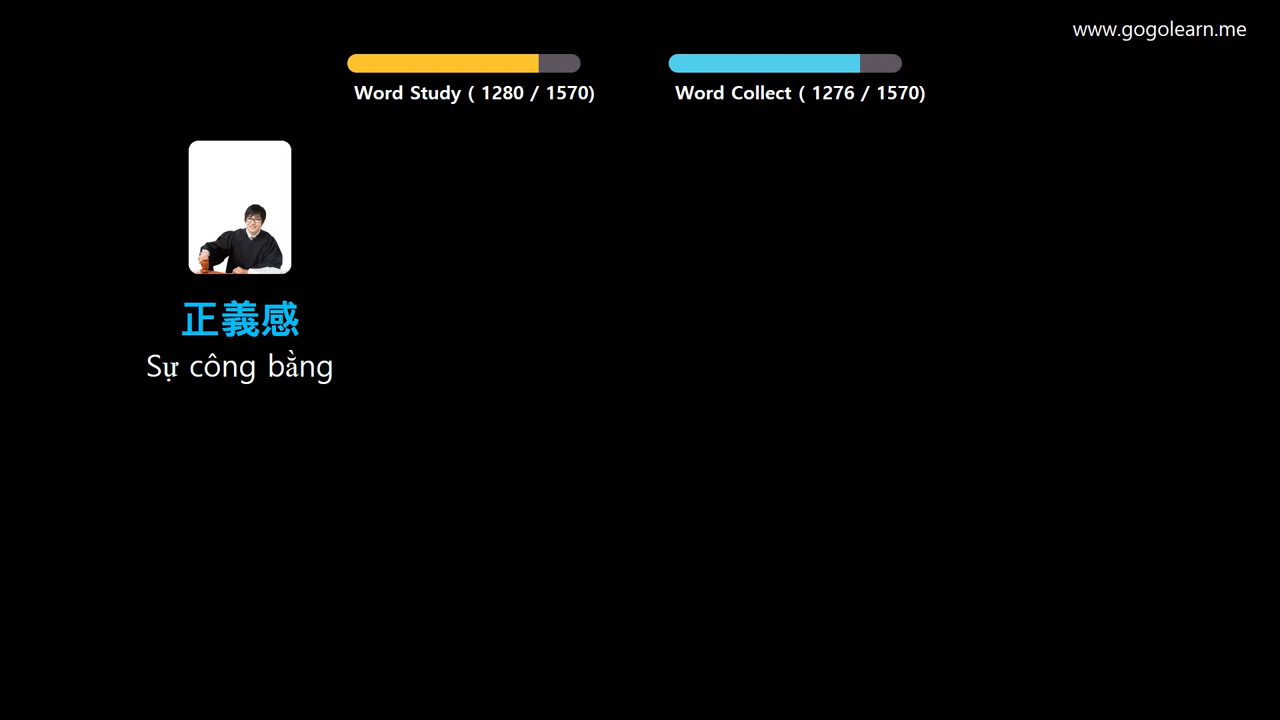 www.gogolearn.me
Word Study ( 1280 / 1570)
Word Collect ( 1276 / 1570)
正義感
Sự công bằng